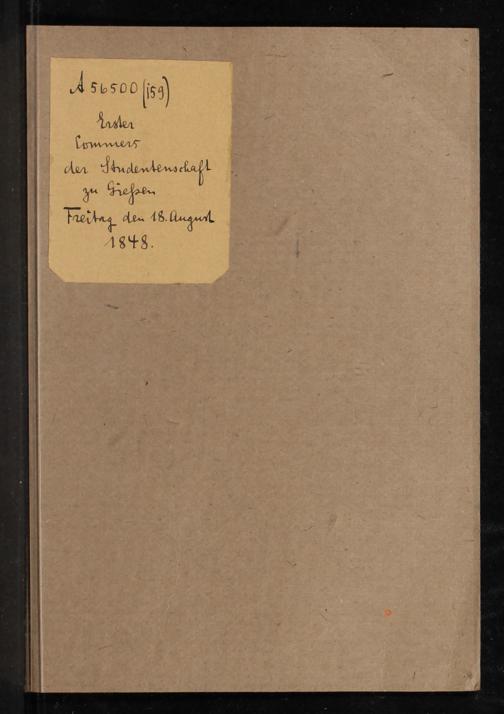 A 56500 (159)
Erster
Commers
der Studentenschaft
zu Gießen
Freitag den 18. August
1848.